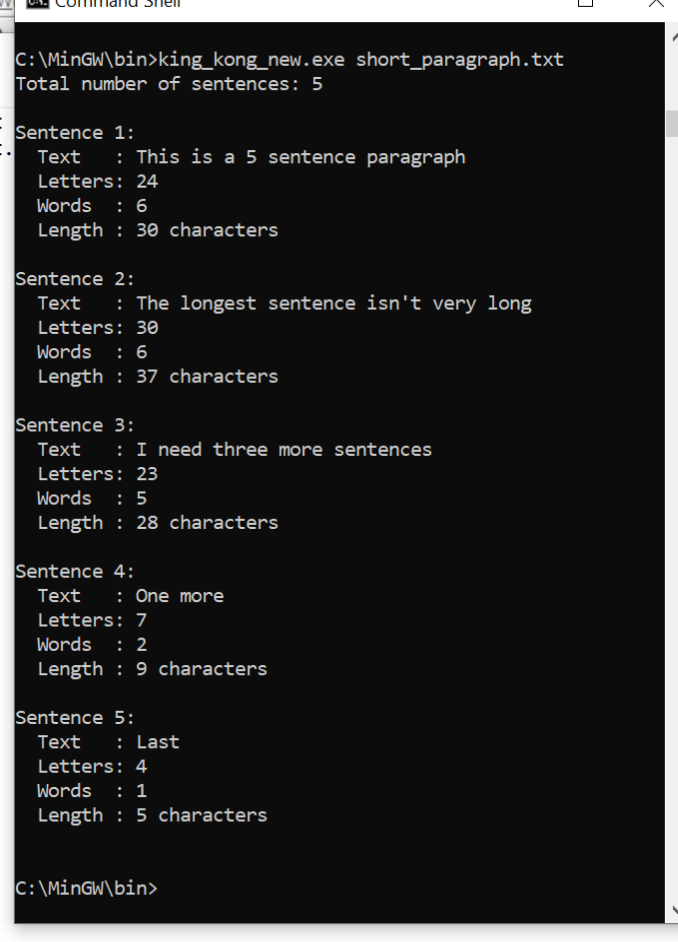 Command Shell
C:\MinGW\bin>king_kong_new.exe short_paragraph.txt
Total number of sentences: 5
Sentence 1:
  Text   : This is a 5 sentence paragraph
  Letters: 24
  Words  : 6
  Length : 30 characters
Sentence 2:
  Text   : The longest sentence isn't very long
  Letters: 30
  Words  : 6
  Length : 37 characters
Sentence 3:
  Text   : I need three more sentences
  Letters: 23
  Words  : 5
  Length : 28 characters
Sentence 4:
  Text   : One more
  Letters: 7
  Words  : 2
  Length : 9 characters
Sentence 5:
  Text   : Last
  Letters: 4
  Words  : 1
  Length : 5 characters
C:\MinGW\bin>